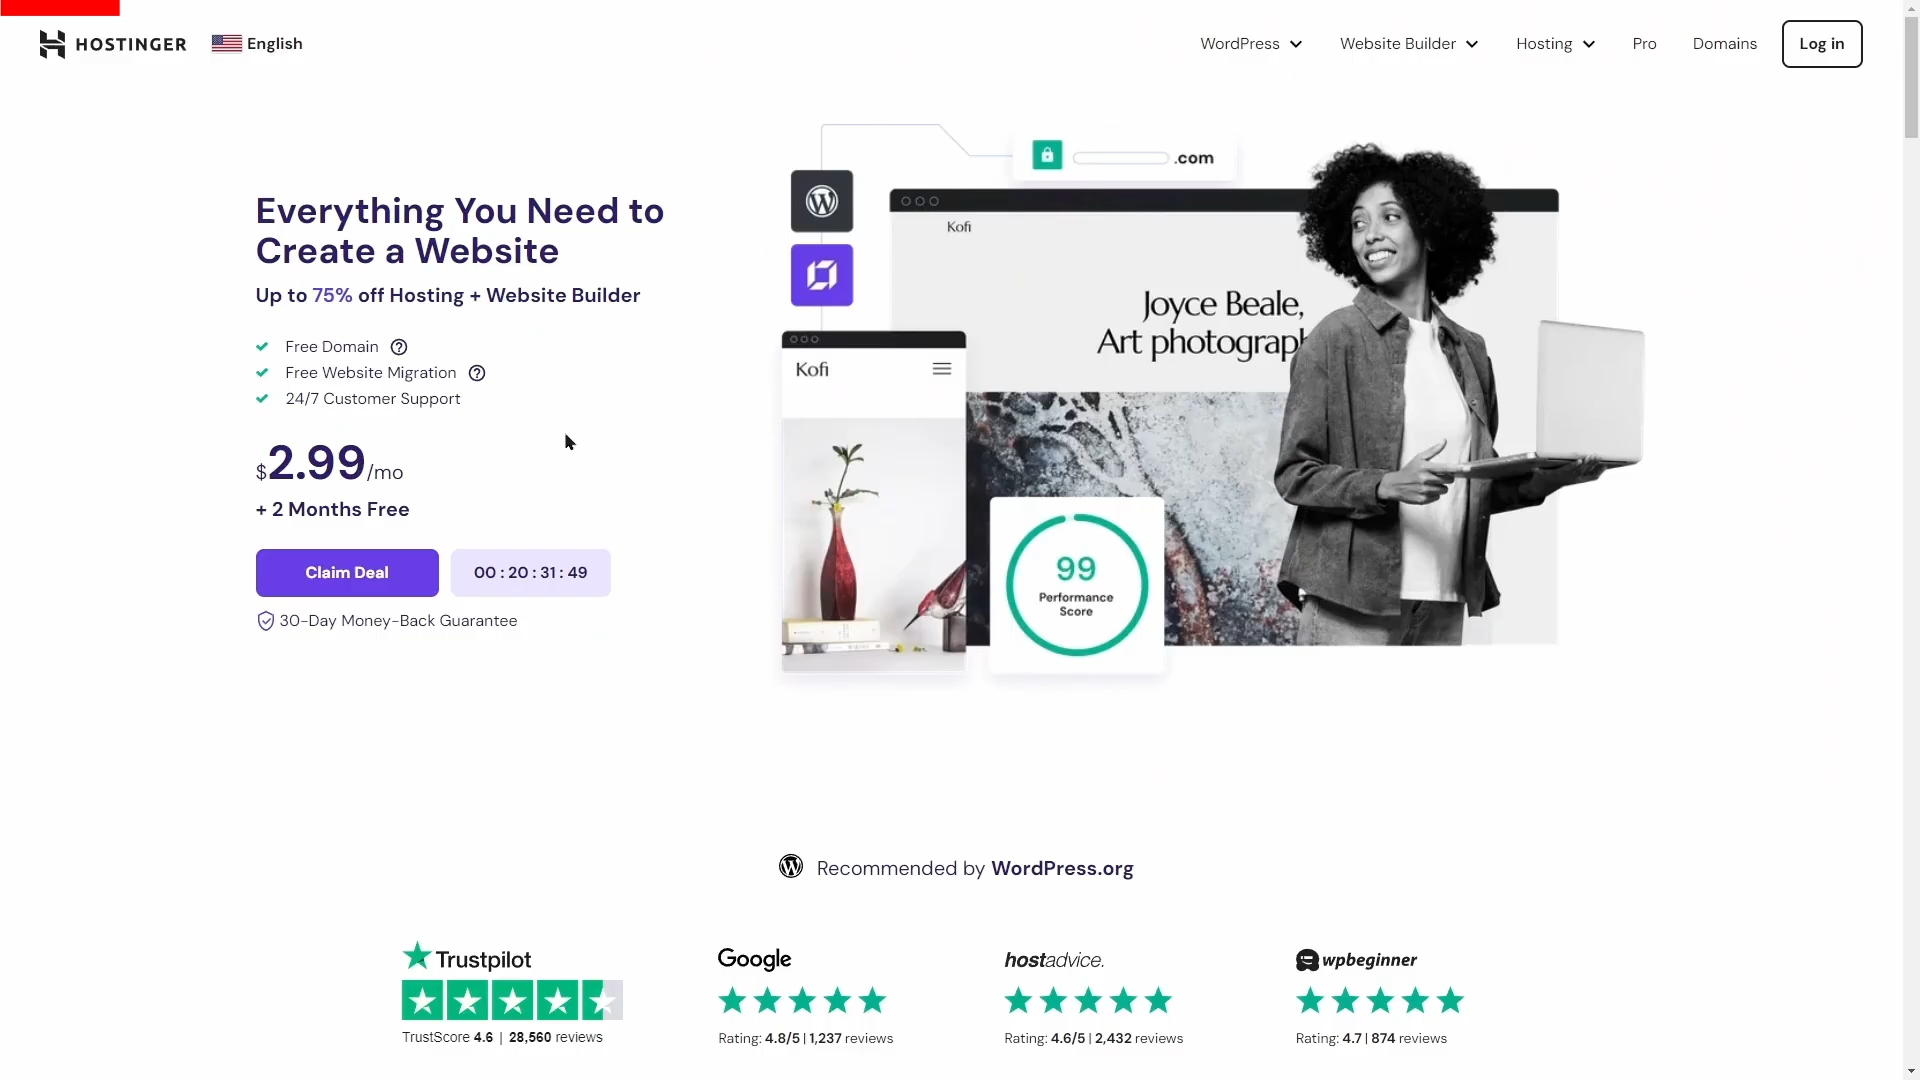 HOSTINGER
English
WordPress
Website Builder
Hosting
Pro
Domains
Log in
.com
Kofi
Everything You Need to
Create a Website
Up to 75% off Hosting + Website Builder
Free Domain
Free Website Migration
24/7 Customer Support
$2.99/mo
+ 2 Months Free
Claim Deal
00 : 20 : 31 : 49
30-Day Money-Back Guarantee
Joyce Beale,
Art photograph
Kofi
99
Performance
Score
Recommended by WordPress.org
Trustpilot
TrustScore 4.6 | 28,560 reviews
Google
Rating: 4.8/5 | 1,237 reviews
hostadvice.
Rating: 4.6/5 | 2,432 reviews
wpbeginner
Rating: 4.7 | 874 reviews